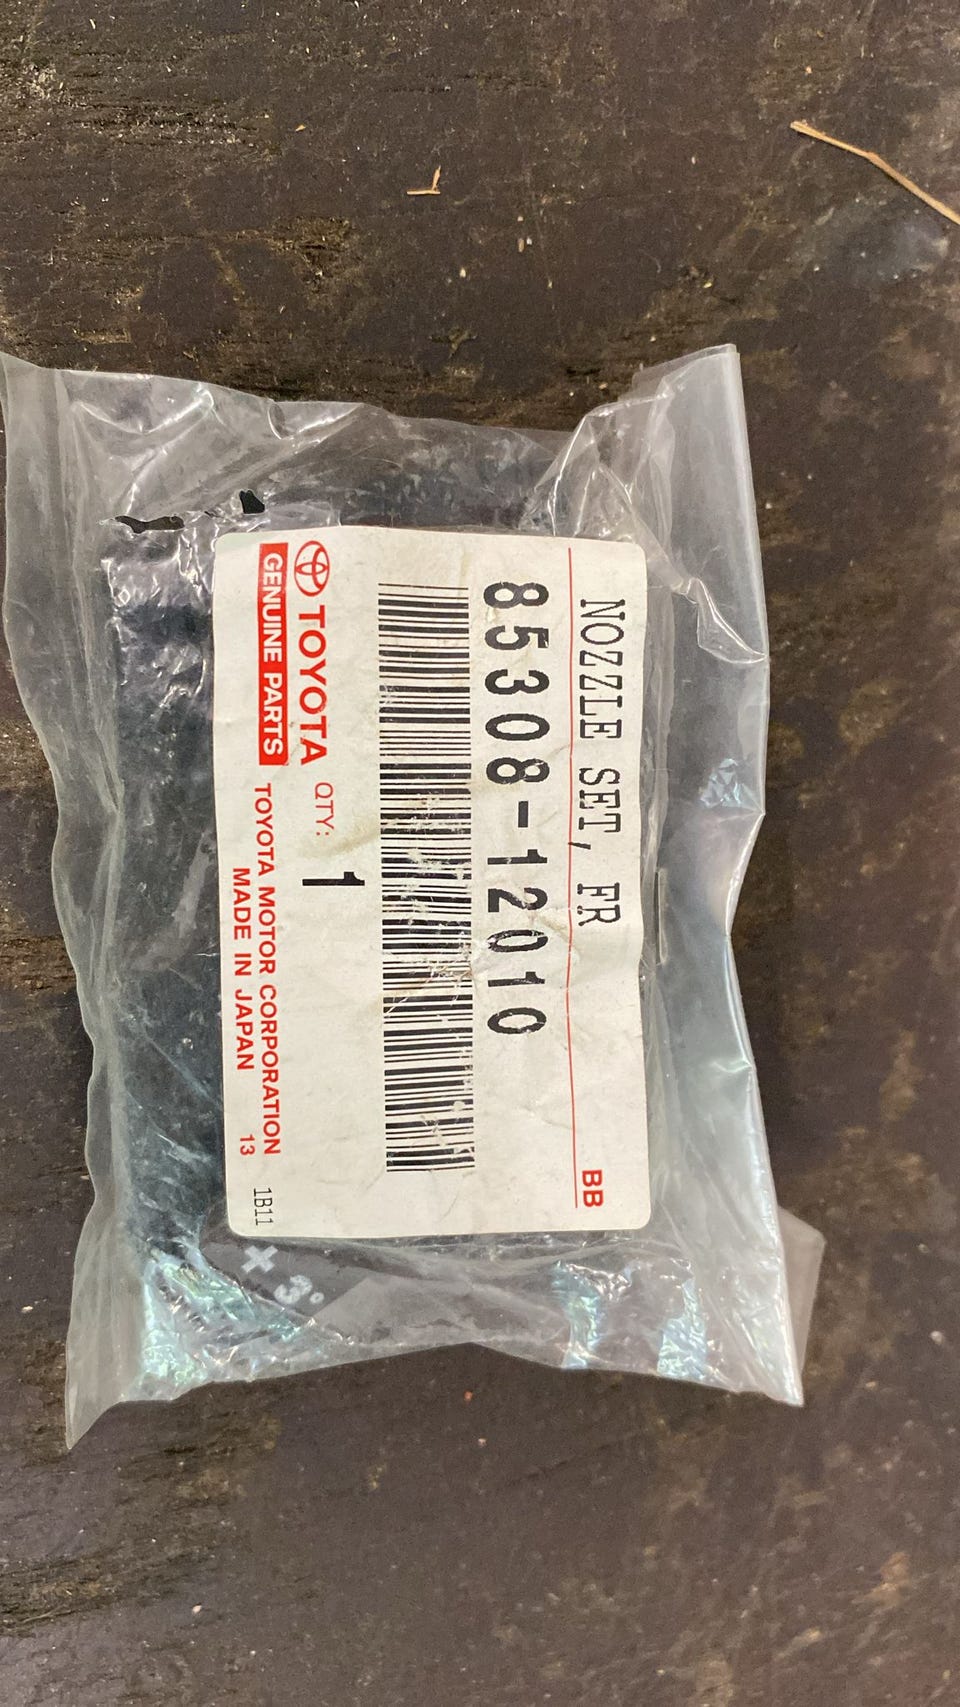 NOZZLE SET, FR
BB
85308-12010
TOYOTA QTY: 1
GENUINE PARTS
TOYOTA MOTOR CORPORATION
MADE IN JAPAN 13
1B11